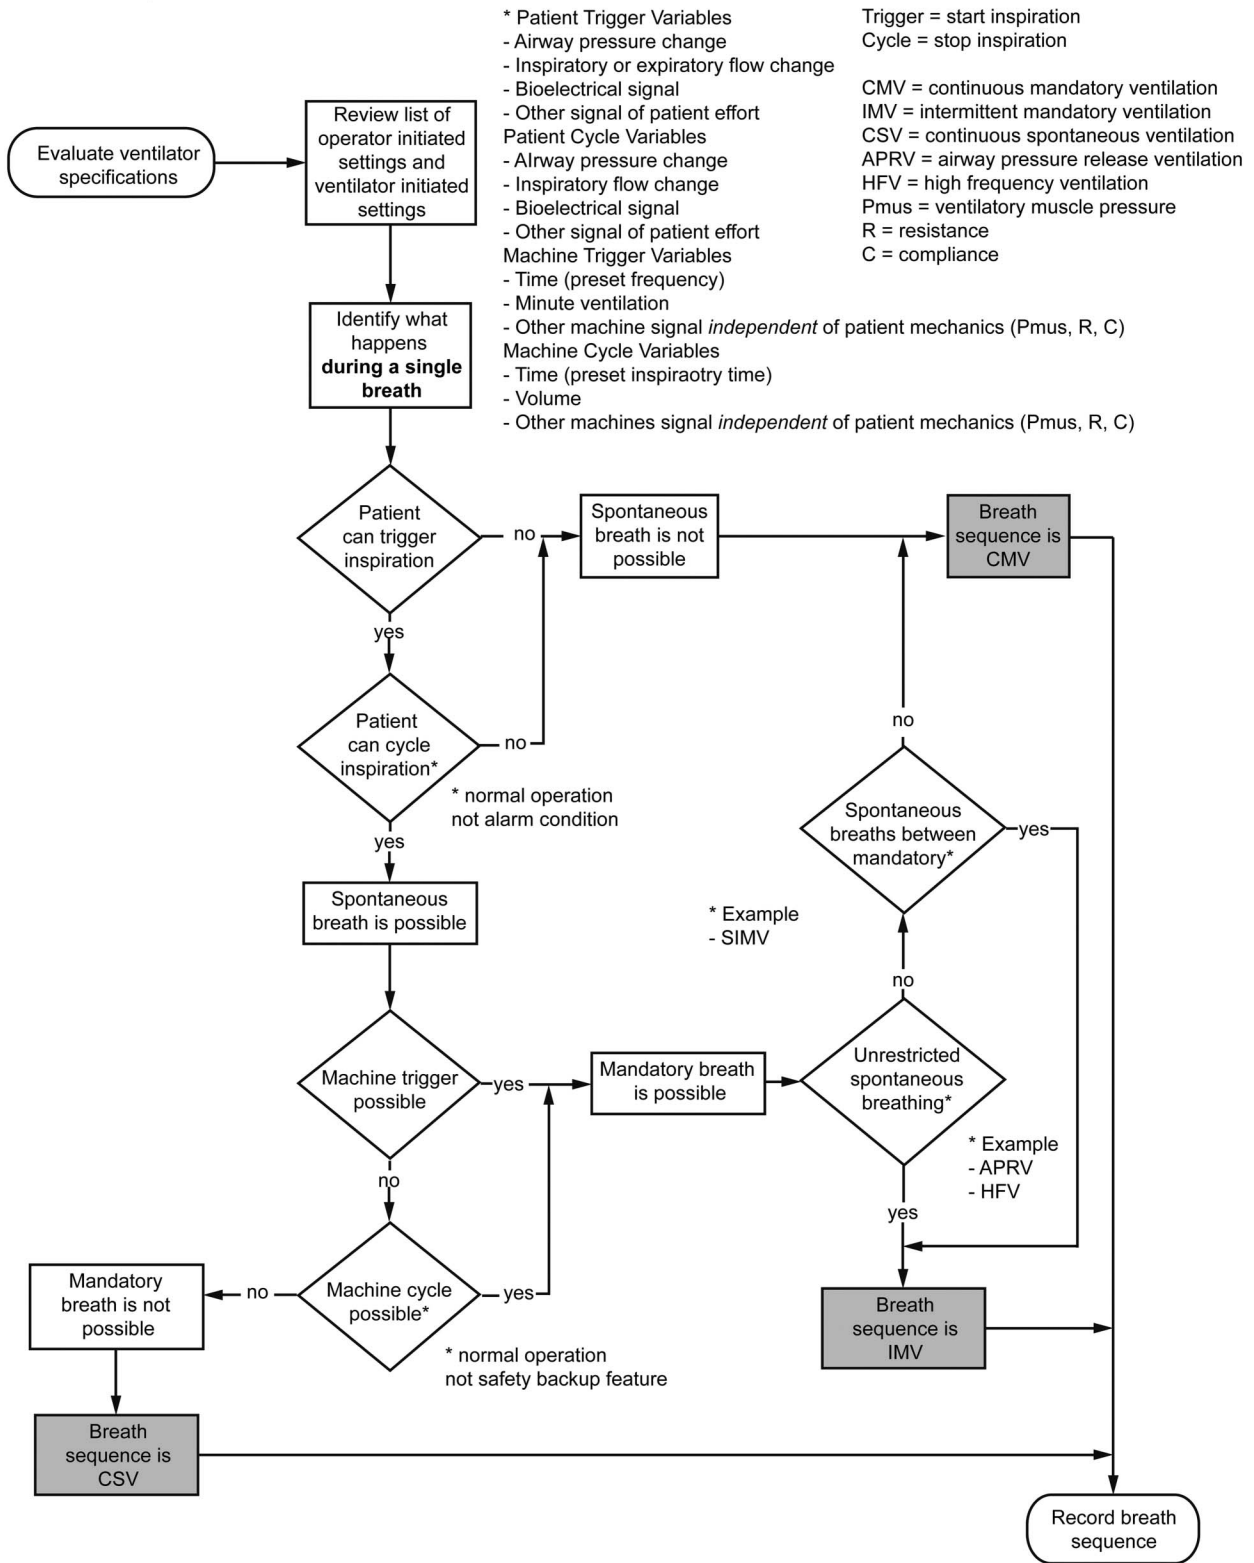 * Patient Trigger Variables
- Airway pressure change
- Inspiratory or expiratory flow change
- Bioelectrical signal
- Other signal of patient effort
Patient Cycle Variables
- AIrway pressure change
- Inspiratory flow change
- Bioelectrical signal
- Other signal of patient effort
Machine Trigger Variables
- Time (preset frequency)
- Minute ventilation
- Other machine signal independent of patient mechanics (Pmus, R, C)
Machine Cycle Variables
- Time (preset inspiraotry time)
- Volume
- Other machines signal independent of patient mechanics (Pmus, R, C)
Trigger = start inspiration
Cycle = stop inspiration
CMV = continuous mandatory ventilation
IMV = intermittent mandatory ventilation
CSV = continuous spontaneous ventilation
APRV = airway pressure release ventilation
HFV = high frequency ventilation
Pmus = ventilatory muscle pressure
R = resistance
C = compliance
Evaluate ventilator
specifications
Review list of
operator initiated
settings and
ventilator initiated
settings
Identify what
happens
during a single
breath
Patient
can trigger
inspiration
no
Spontaneous
breath is not
possible
Breath
sequence is
CMV
yes
Patient
can cycle
inspiration*
no
* normal operation
not alarm condition
yes
Spontaneous
breath is possible
no
Spontaneous
breaths between
mandatory*
yes
* Example
- SIMV
no
Machine trigger
possible
yes
Mandatory breath
is possible
Unrestricted
spontaneous
breathing*
* Example
- APRV
- HFV
yes
no
Machine cycle
possible*
yes
no
* normal operation
not safety backup feature
Mandatory
breath is not
possible
Breath
sequence is
IMV
Breath
sequence is
CSV
Record breath
sequence